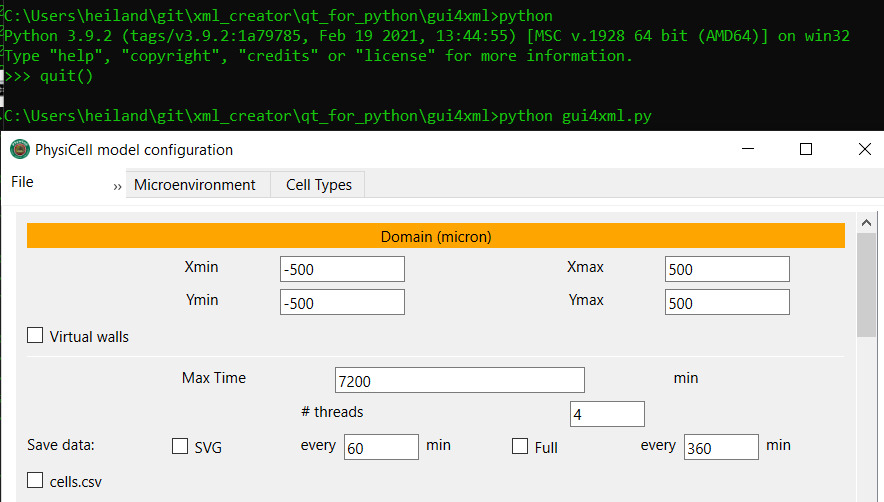 C:\Users\heiland\git\xml_creator\qt_for_python\gui4xml>python
Python 3.9.2 (tags/v3.9.2:1a79785, Feb 19 2021, 13:44:55) [MSC v.1928 64 bit (AMD64)] on win32
Type "help", "copyright", "credits" or "license" for more information.
>>> quit()
C:\Users\heiland\git\xml_creator\qt_for_python\gui4xml>python gui4xml.py
PhysiCell model configuration
File » Microenvironment Cell Types
Domain (micron)
Xmin -500 Xmax 500
Ymin -500 Ymax 500
Virtual walls
Max Time 7200 min
# threads 4
Save data: SVG every 60 min Full every 360 min
cells.csv